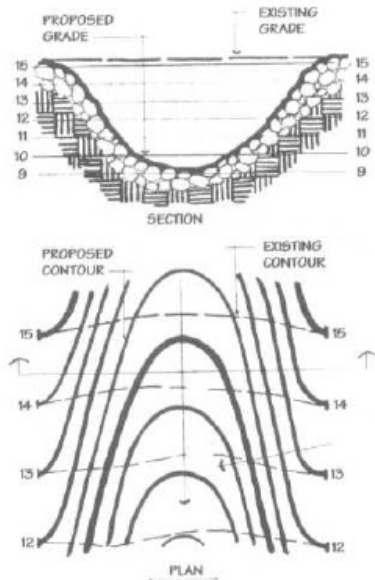 PROPOSED GRADE
EXISTING GRADE
15 15
14 14
13 13
12 12
11 11
10 10
9 9
SECTION
PROPOSED CONTOUR
EXISTING CONTOUR
15 15
14 14
13 13
12 12
PLAN